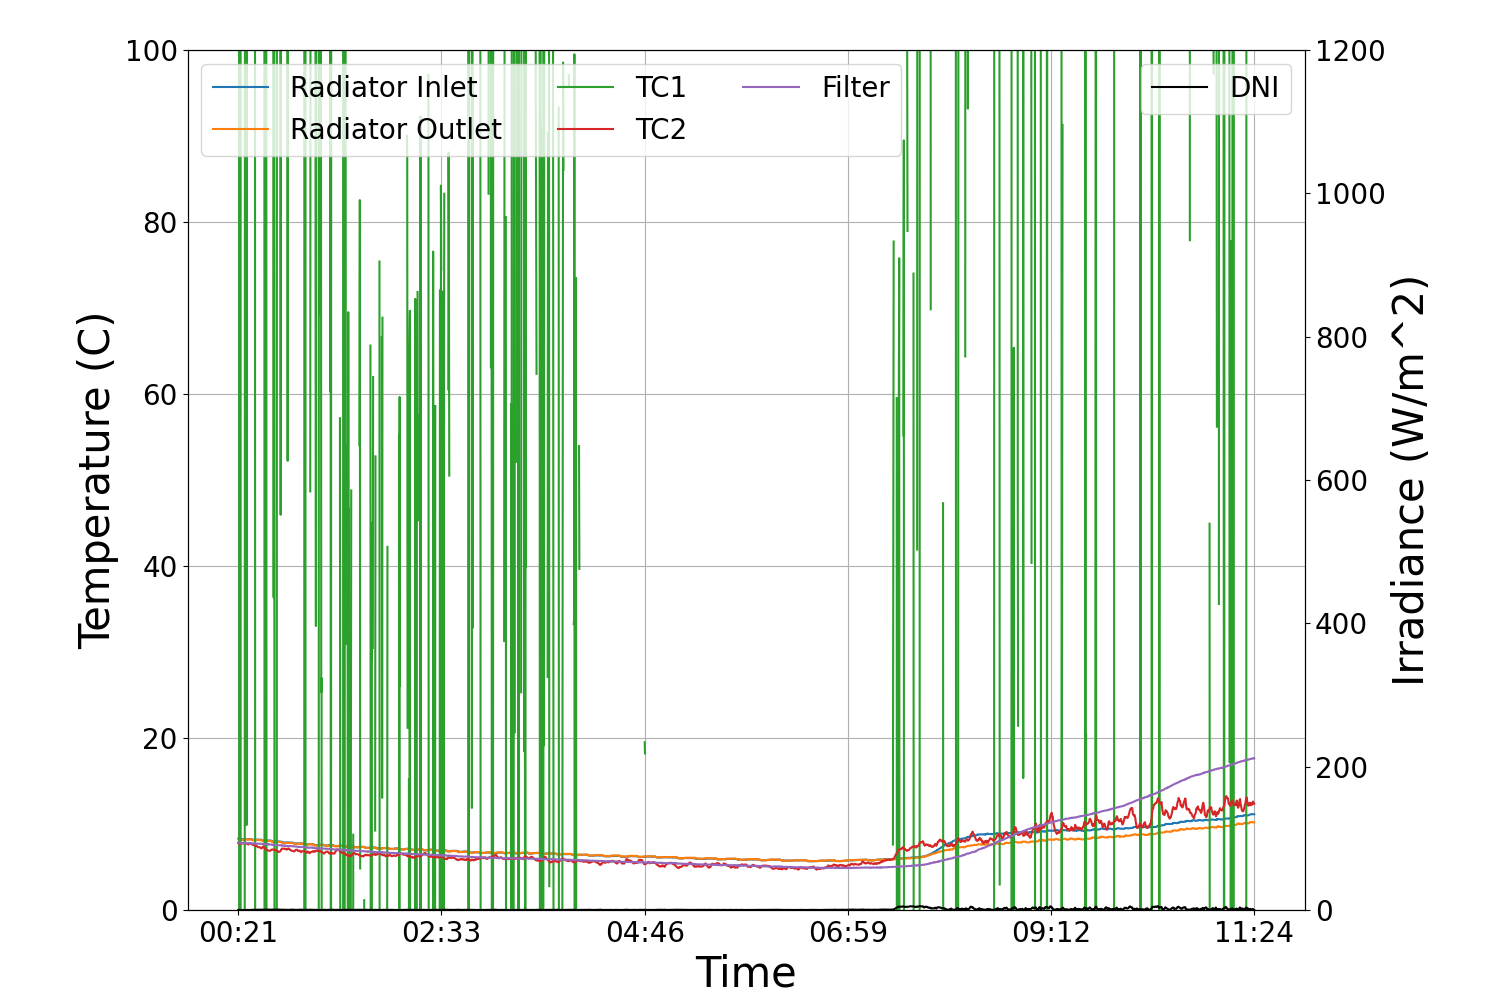 100
80
60
40
20
0
Temperature (C)
Radiator Inlet
Radiator Outlet
TC1
TC2
Filter
DNI
1200
1000
800
600
400
200
0
Irradiance (W/m^2)
00:21 02:33 04:46 06:59 09:12 11:24
Time